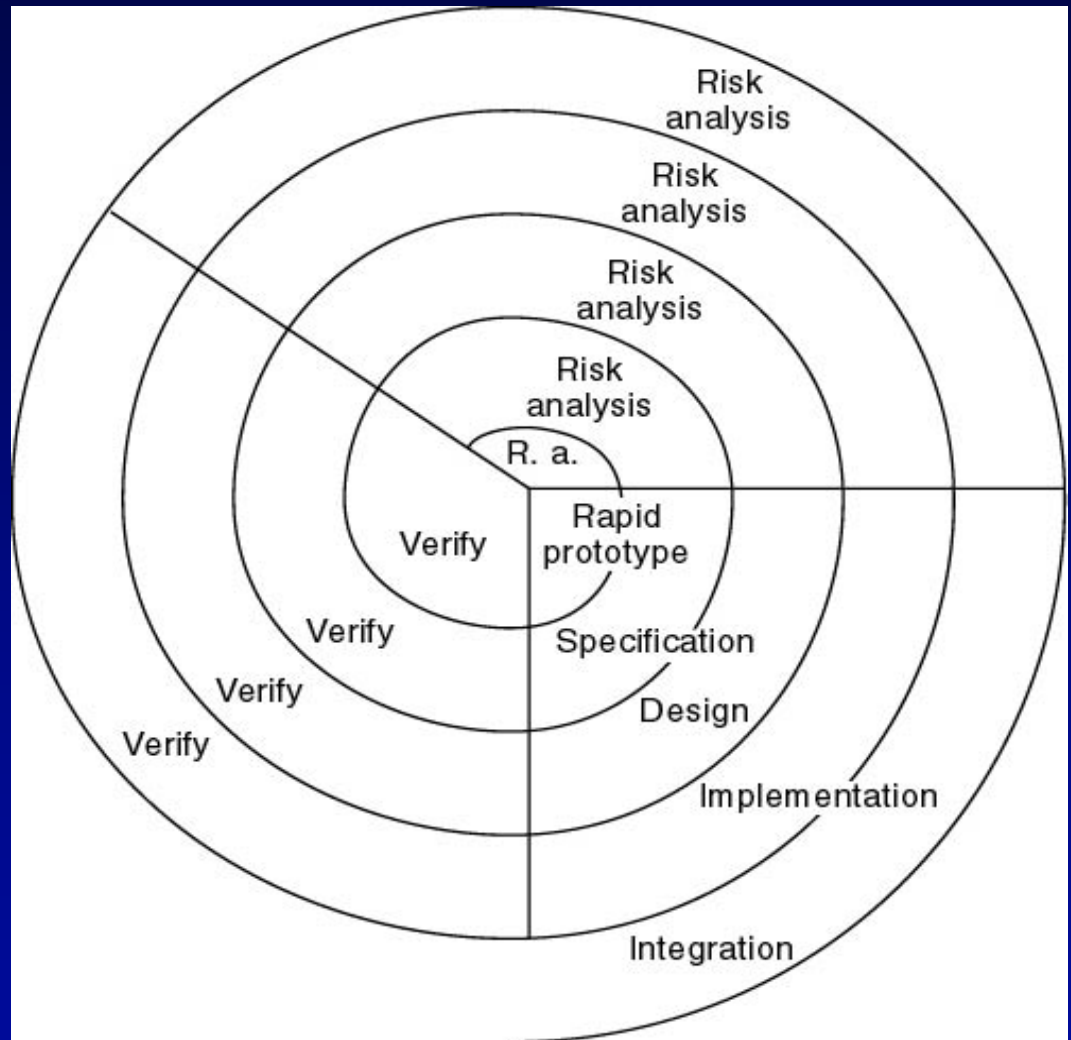 Risk
analysis
Risk
analysis
Risk
analysis
Risk
analysis
R. a.
Rapid
prototype
Verify
Verify
Specification
Verify
Design
Verify
Implementation
Integration